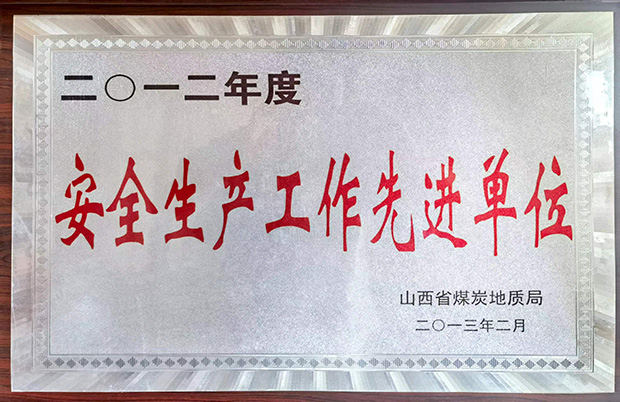 二〇一二年度
安全生产工作先进单位
山西省煤炭地质局
二〇一三年二月